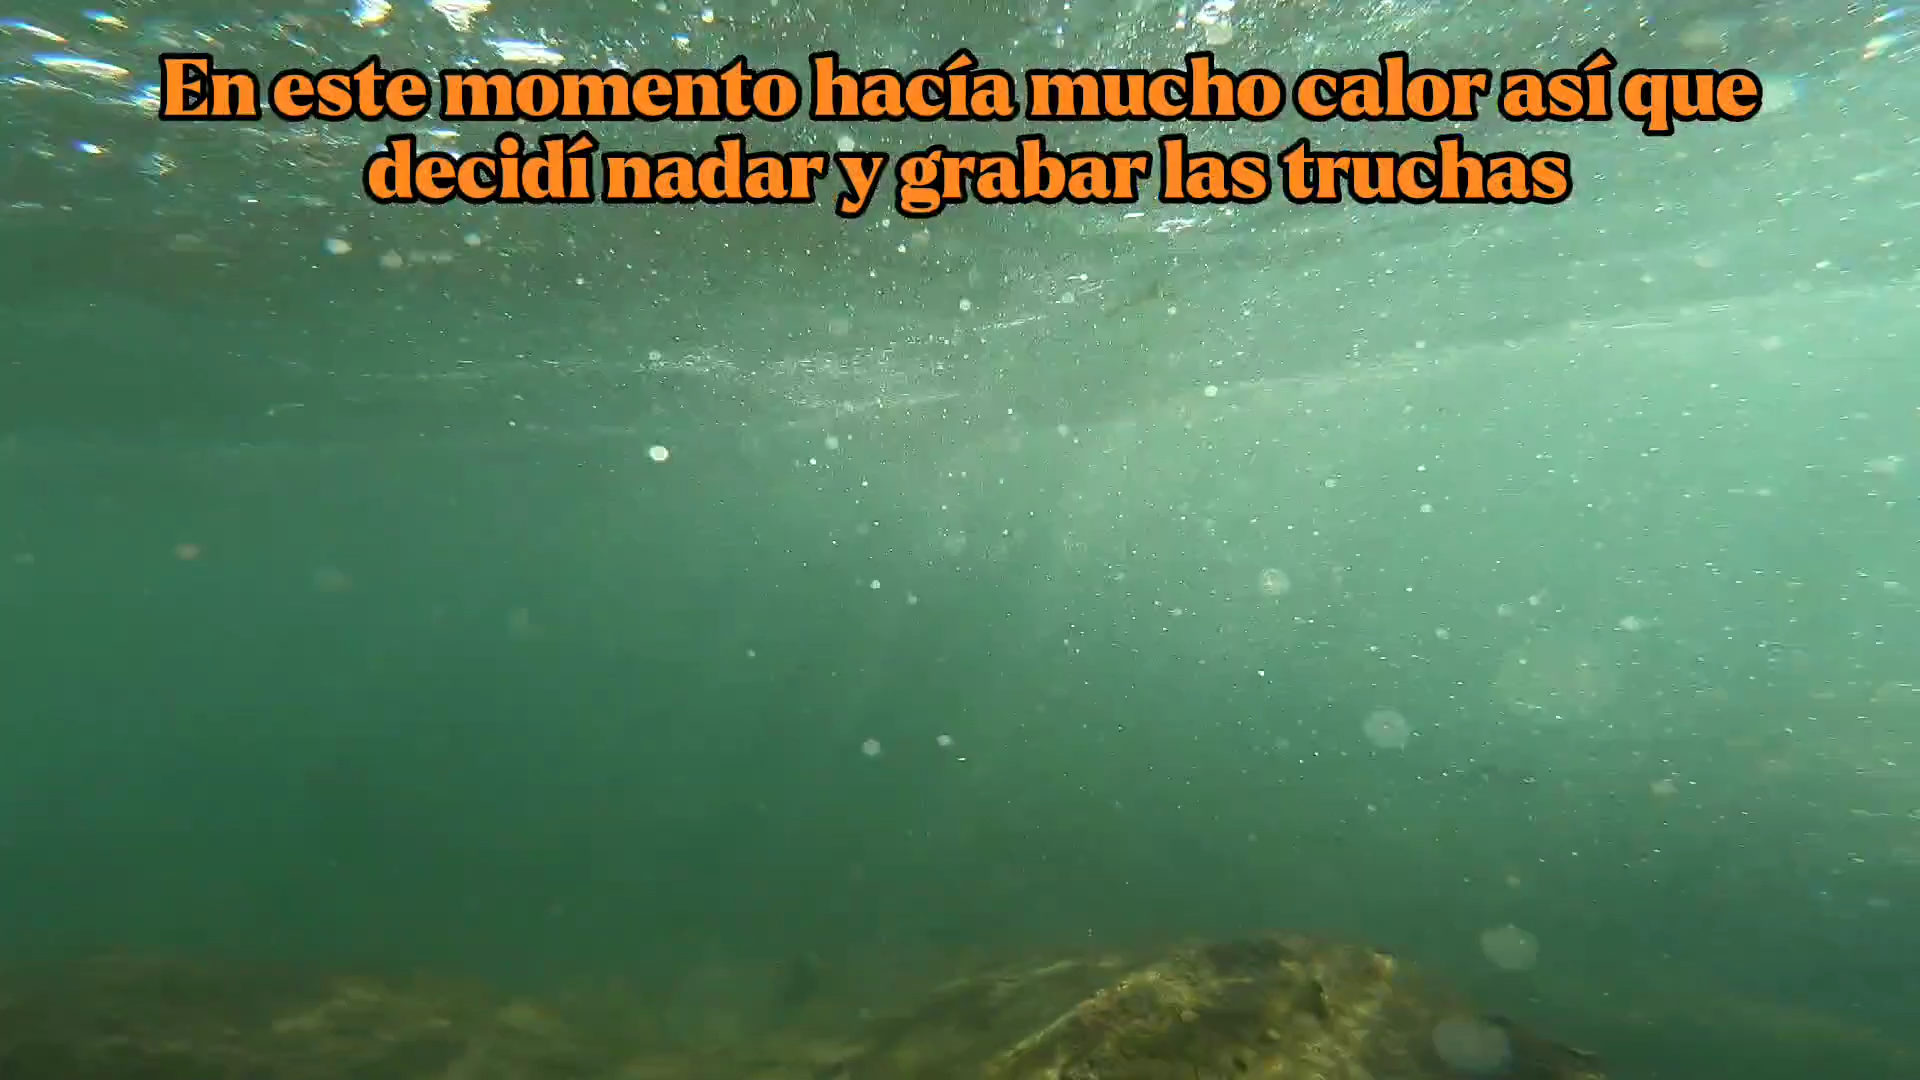 En este momento hacía mucho calor así que
decidí nadar y grabar las truchas